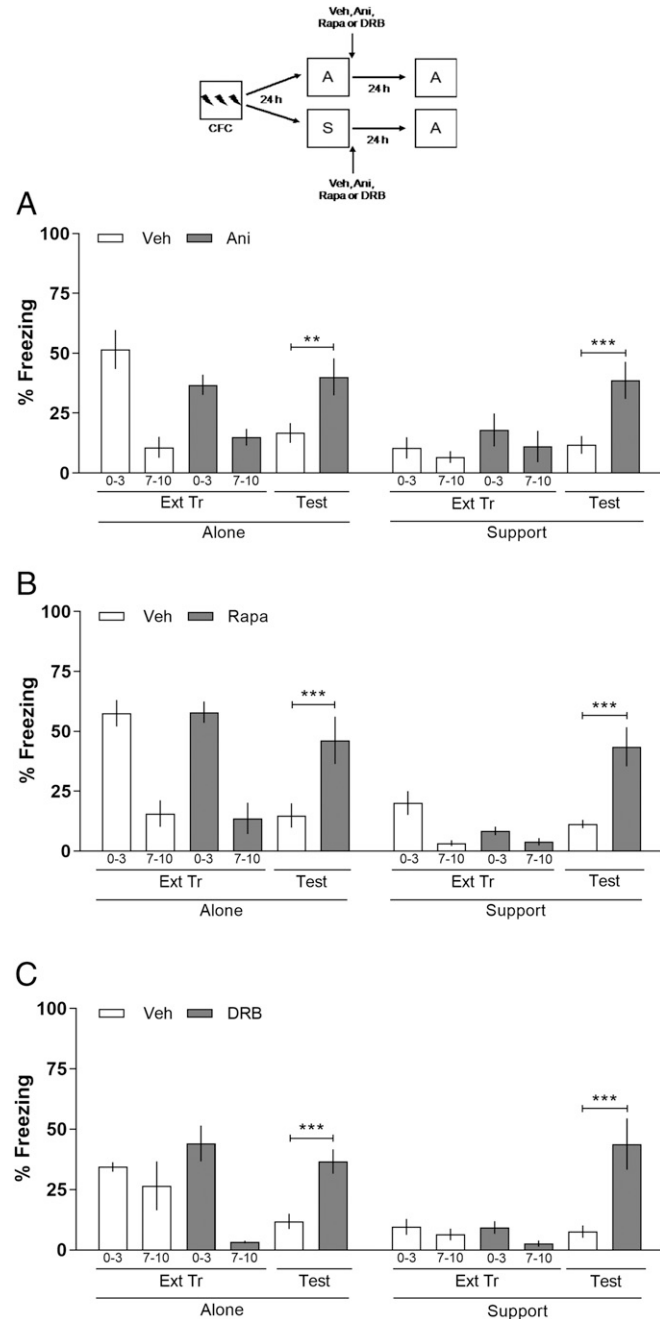 Veh, Ani,
Rapa or DRB
A
24 h
A
24 h
CFC
S
24 h
A
Veh, Ani,
Rapa or DRB
A
100
Veh
Ani
75
% Freezing
50
**
***
25
0
0-3 7-10 0-3 7-10
0-3 7-10 0-3 7-10
Ext Tr
Test
Ext Tr
Test
Alone
Support
B
100
Veh
Rapa
75
% Freezing
50
***
***
25
0
0-3 7-10 0-3 7-10
0-3 7-10 0-3 7-10
Ext Tr
Test
Ext Tr
Test
Alone
Support
C
100
Veh
DRB
75
% Freezing
50
***
***
25
0
0-3 7-10 0-3 7-10
0-3 7-10 0-3 7-10
Ext Tr
Test
Ext Tr
Test
Alone
Support